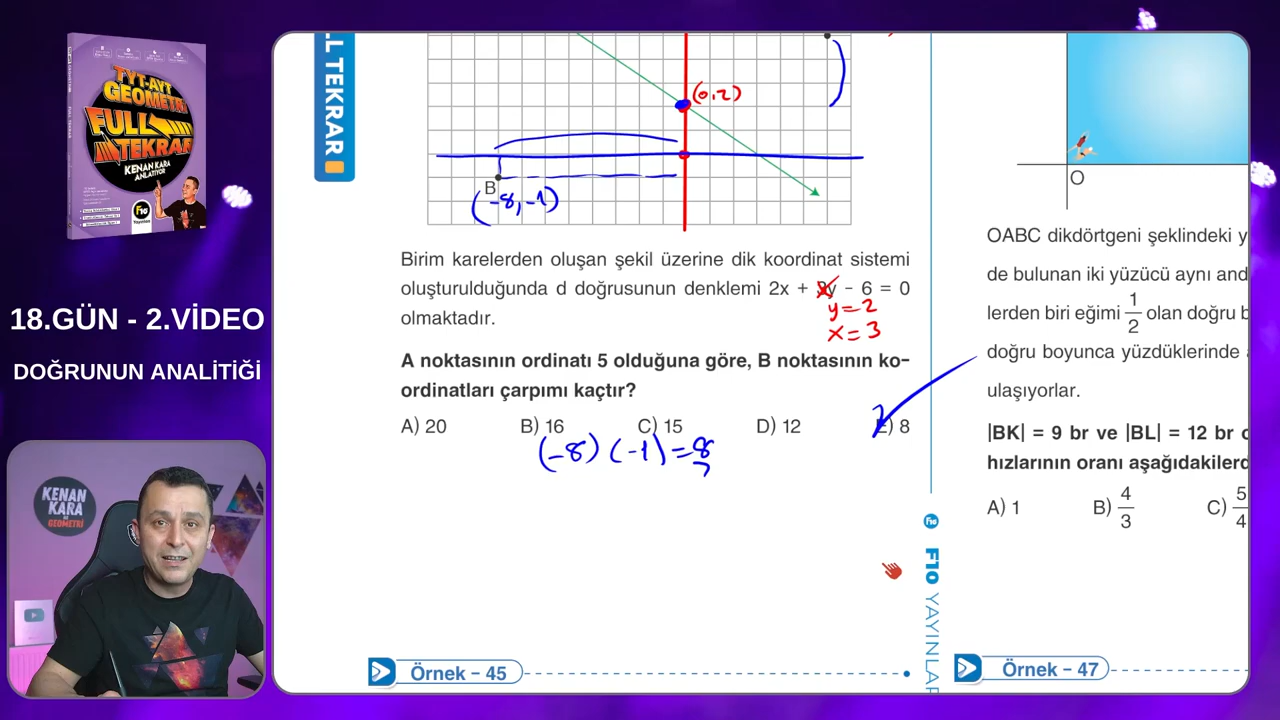 TYT-AYT
GEOMETRİ
FULL
TEKRAR
KENAN KARA
ANLATIYOR
F10
18.GÜN - 2.VİDEO
DOĞRUNUN ANALİTİĞİ
KENAN
KARA
GEOMETRİ
LL TEKRAR
(0,2)
B
(-8,-1)
Birim karelerden oluşan şekil üzerine dik koordinat sistemi
oluşturulduğunda d doğrusunun denklemi 2x + 3y - 6 = 0
olmaktadır.
y=2
x=3
A noktasının ordinatı 5 olduğuna göre, B noktasının ko-
ordinatları çarpımı kaçtır?
A) 20 B) 16 C) 15 D) 12 E) 8
(-8)(-1)=8
Örnek - 45
F10 YAYINLAR
O
OABC dikdörtgeni şeklindeki y
de bulunan iki yüzücü aynı and
lerden biri eğimi 1/2 olan doğru b
doğru boyunca yüzdüklerinde a
ulaşıyorlar.
|BK| = 9 br ve |BL| = 12 br o
hızlarının oranı aşağıdakilerd
A) 1 B) 4/3 C) 5/4
Örnek - 47